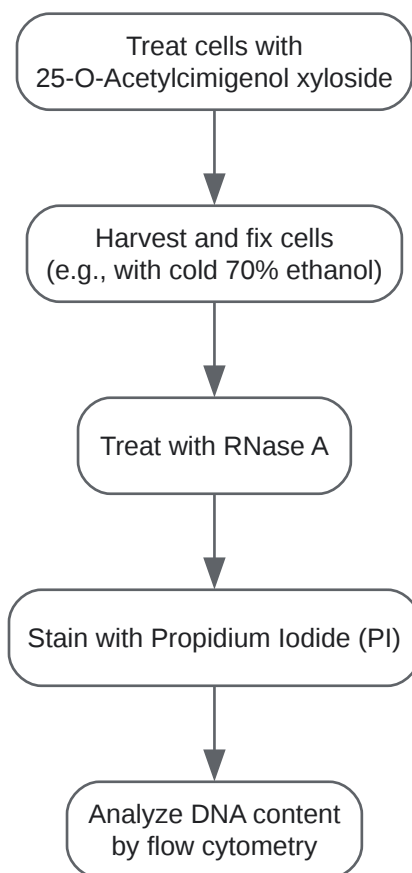 Treat cells with
25-O-Acetylcimigenol xyloside
Harvest and fix cells
(e.g., with cold 70% ethanol)
Treat with RNase A
Stain with Propidium Iodide (PI)
Analyze DNA content
by flow cytometry